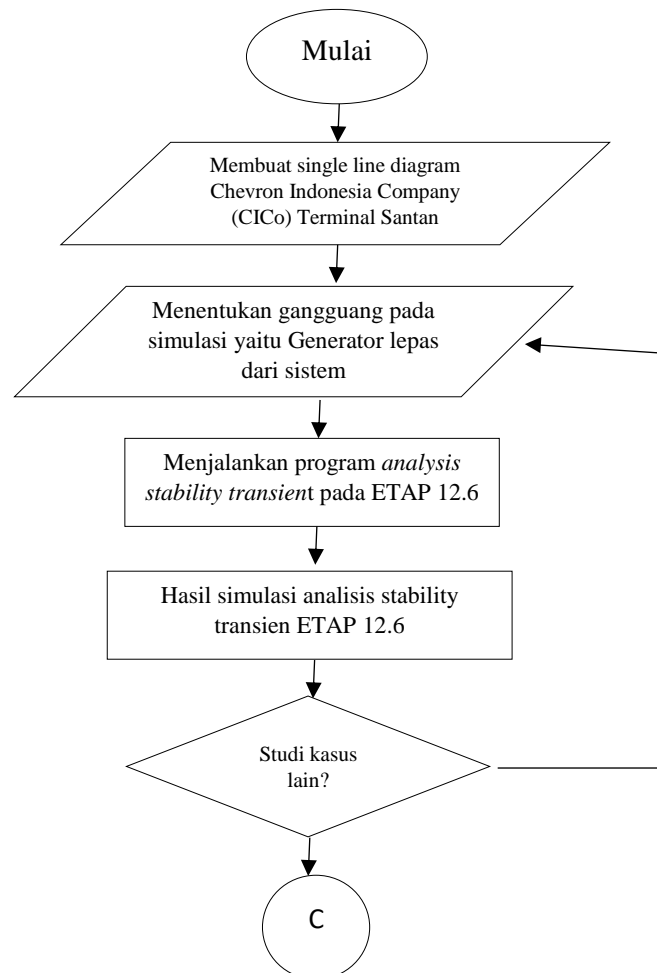 Mulai
Membuat single line diagram
Chevron Indonesia Company
(CICo) Terminal Santan
Menentukan gangguang pada
simulasi yaitu Generator lepas
dari sistem
Menjalankan program analysis
stability transient pada ETAP 12.6
Hasil simulasi analisis stability
transien ETAP 12.6
Studi kasus
lain?
C